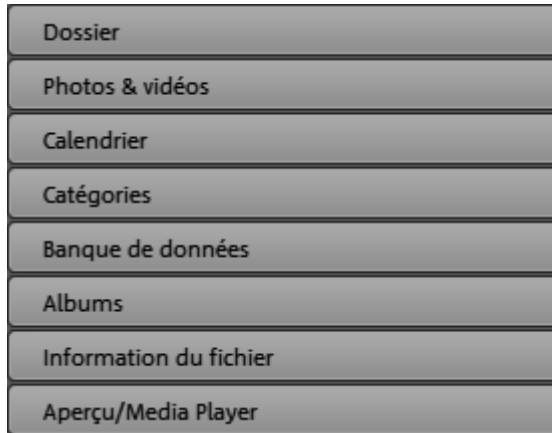 Dossier
Photos & vidéos
Calendrier
Catégories
Banque de données
Albums
Information du fichier
Aperçu/Media Player